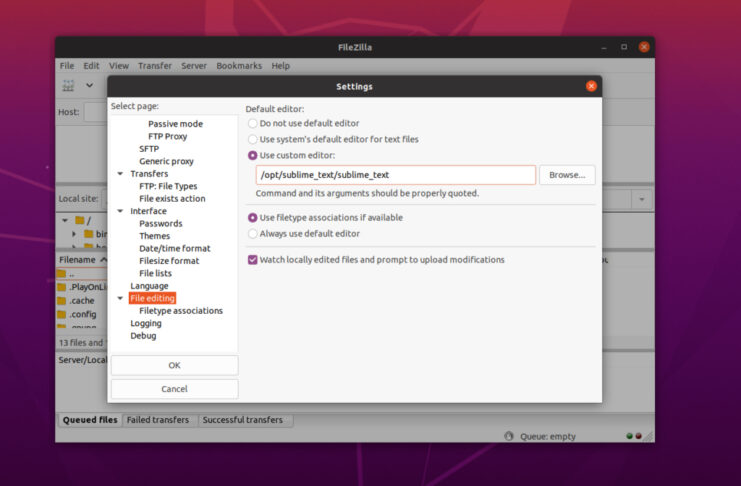 FileZilla
File Edit View Transfer Server Bookmarks Help
Settings
Host:
Select page:
Passive mode
FTP Proxy
SFTP
Generic proxy
Transfers
FTP: File Types
File exists action
Interface
Passwords
Themes
Date/time format
Filesize format
File lists
Language
File editing
Filetype associations
Logging
Debug
OK
Cancel
Default editor:
Do not use default editor
Use system's default editor for text files
Use custom editor:
/opt/sublime_text/sublime_text
Browse...
Command and its arguments should be properly quoted.
Use filetype associations if available
Always use default editor
Watch locally edited files and prompt to upload modifications
Local site:
/
bin
Filename
..
.PlayOnLi
.cache
.config
13 files and
Server/Local
Queued files Failed transfers Successful transfers
Queue: empty